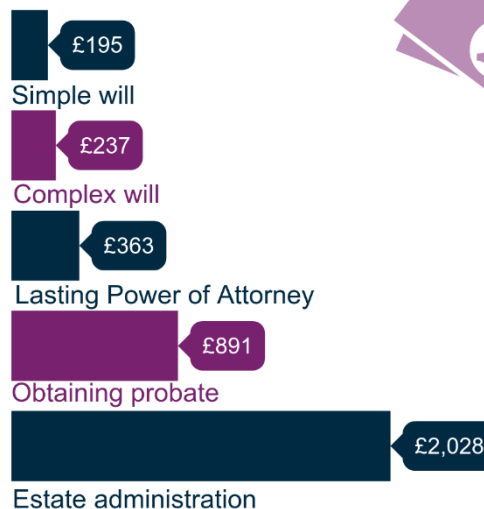 £195
Simple will
£237
Complex will
£363
Lasting Power of Attorney
£891
Obtaining probate
£2,028
Estate administration